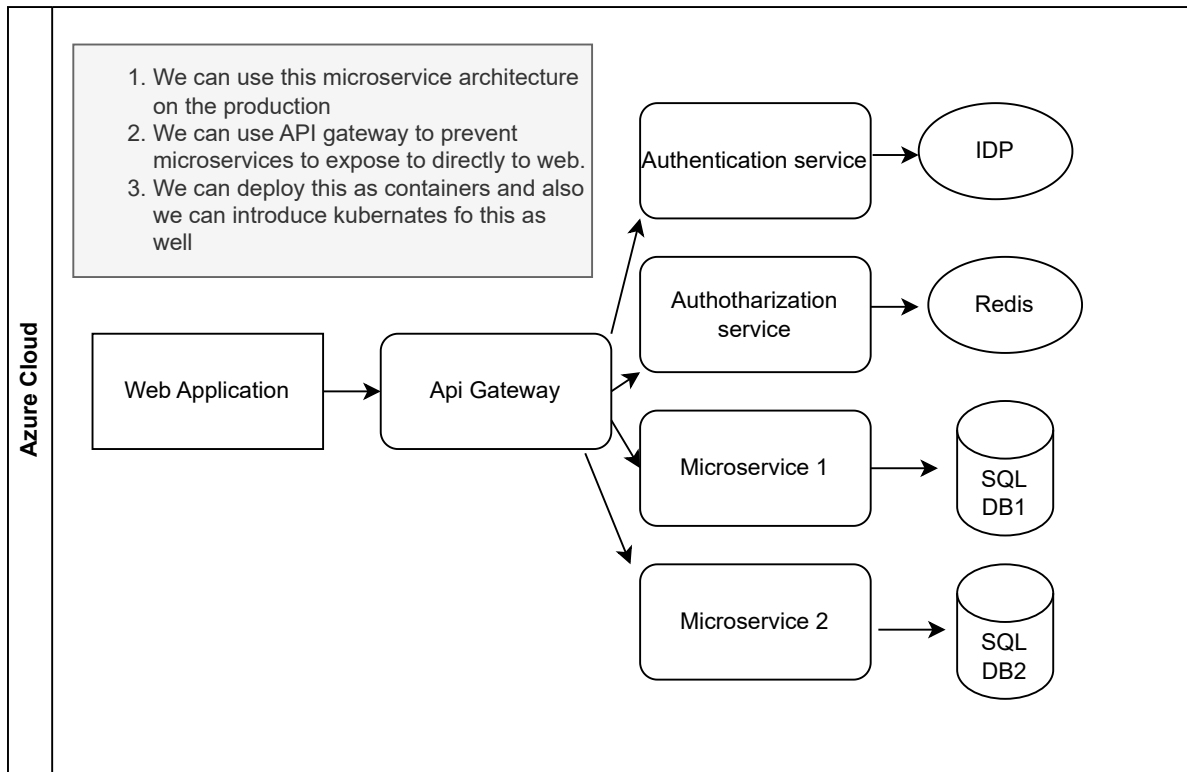 Azure Cloud
1. We can use this microservice architecture
on the production
2. We can use API gateway to prevent
microservices to expose to directly to web.
3. We can deploy this as containers and also
we can introduce kubernates fo this as
well
Authentication service
IDP
Authotharization
service
Redis
Web Application
Api Gateway
Microservice 1
SQL
DB1
Microservice 2
SQL
DB2